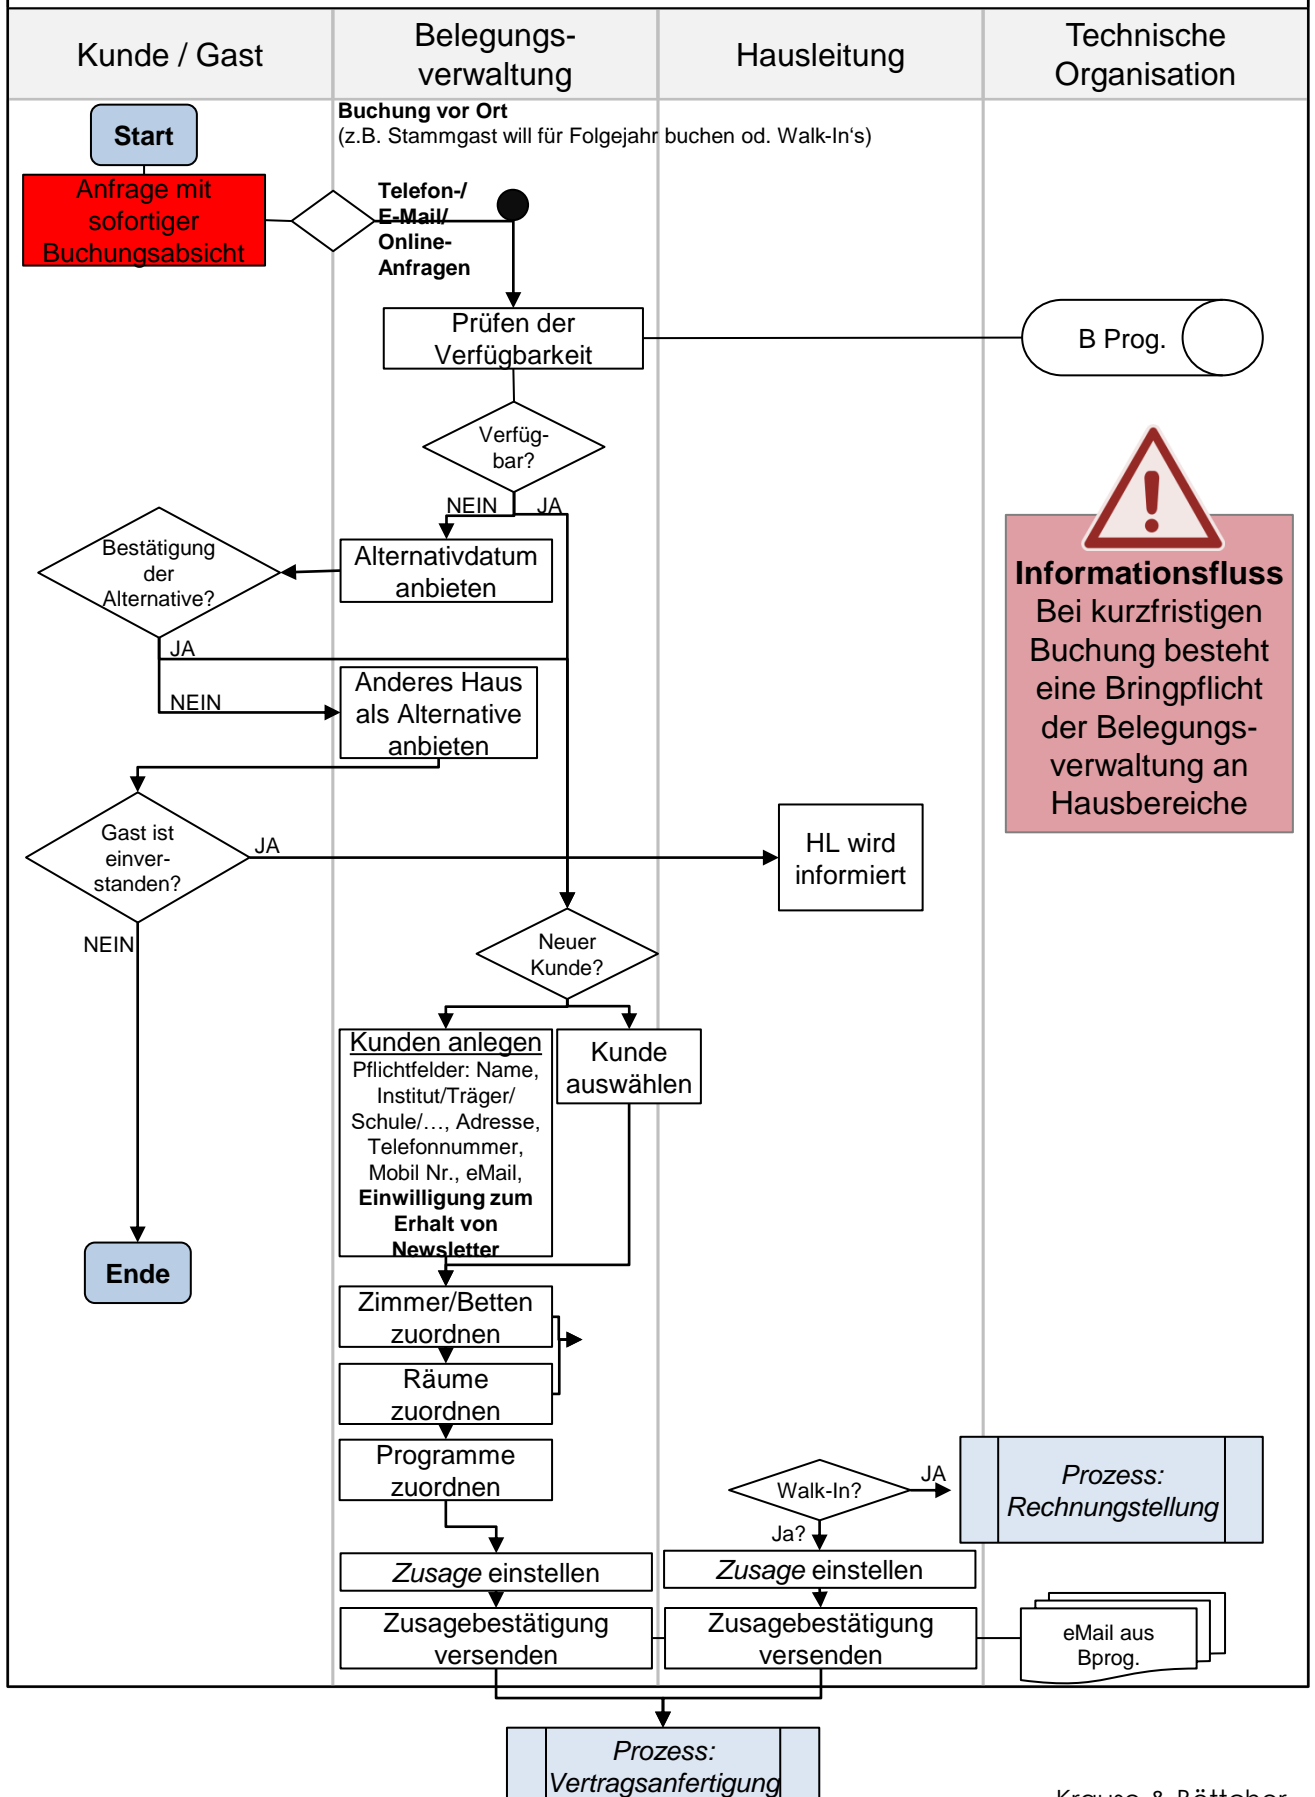 Kunde / Gast
Belegungs-
verwaltung
Hausleitung
Technische
Organisation
Start
Buchung vor Ort
(z.B. Stammgast will für Folgejahr buchen od. Walk-In‘s)
Anfrage mit
sofortiger
Buchungsabsicht
Telefon-/
E-Mail/
Online-
Anfragen
Prüfen der
Verfügbarkeit
B Prog.
Verfüg-
bar?
NEIN
JA
Bestätigung
der
Alternative?
Alternativdatum
anbieten
Informationsfluss
Bei kurzfristigen
Buchung besteht
eine Bringpflicht
der Belegungs-
verwaltung an
Hausbereiche
JA
NEIN
Anderes Haus
als Alternative
anbieten
Gast ist
einver-
standen?
JA
HL wird
informiert
NEIN
Neuer
Kunde?
Kunden anlegen
Pflichtfelder: Name,
Institut/Träger/
Schule/…, Adresse,
Telefonnummer,
Mobil Nr., eMail,
Einwilligung zum
Erhalt von
Newsletter
Kunde
auswählen
Ende
Zimmer/Betten
zuordnen
Räume
zuordnen
Programme
zuordnen
Walk-In?
JA
Prozess:
Rechnungstellung
Ja?
Zusage einstellen
Zusage einstellen
Zusagebestätigung
versenden
Zusagebestätigung
versenden
eMail aus
Bprog.
Prozess:
Vertragsanfertigung
Krause & Böttcher